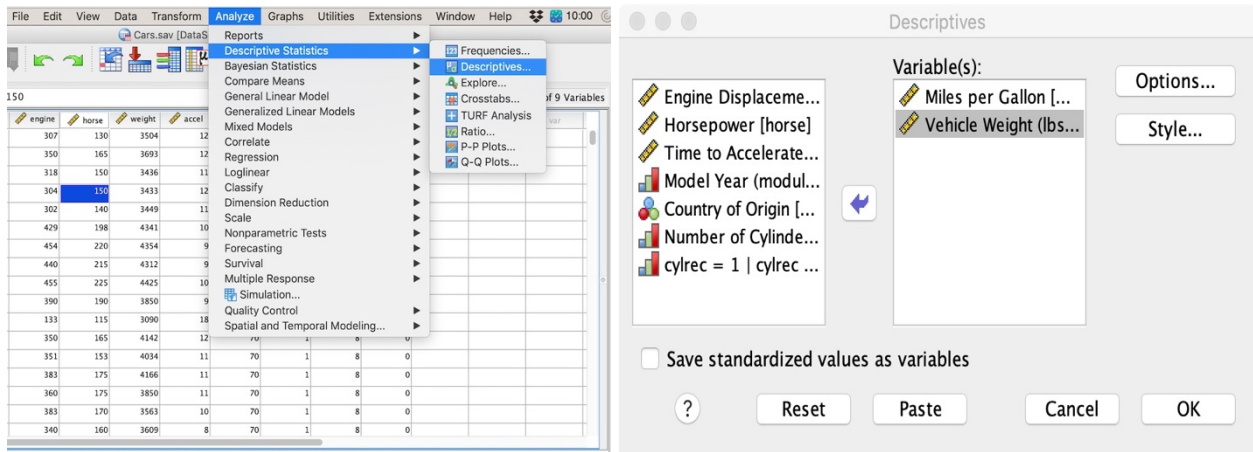 File Edit View Data Transform Analyze Graphs Utilities Extensions Window Help 10:00
Cars.sav [DataS
Reports
Descriptive Statistics
Bayesian Statistics
Compare Means
General Linear Model
Generalized Linear Models
Mixed Models
Correlate
Regression
Loglinear
Classify
Dimension Reduction
Scale
Nonparametric Tests
Forecasting
Survival
Multiple Response
Simulation...
Quality Control
Spatial and Temporal Modeling...
Frequencies...
Descriptives...
Explore...
Crosstabs...
TURF Analysis
Ratio...
P-P Plots...
Q-Q Plots...
150 of 9 Variables
engine horse weight accel var
307 130 3504 12
350 165 3693 12
318 150 3436 11
304 150 3433 12
302 140 3449 11
429 198 4341 10
454 220 4354 9
440 215 4312 9
455 225 4425 10
390 190 3850 9
133 115 3090 18
350 165 4142 12 70 1 8 0
351 153 4034 11 70 1 8 0
383 175 4166 11 70 1 8 0
360 175 3850 11 70 1 8 0
383 170 3563 10 70 1 8 0
340 160 3609 8 70 1 8 0
Descriptives
Engine Displaceme...
Horsepower [horse]
Time to Accelerate...
Model Year (modul...
Country of Origin [...
Number of Cylinde...
cylrec = 1 | cylrec ...
Variable(s):
Miles per Gallon [...
Vehicle Weight (lbs...
Options...
Style...
Save standardized values as variables
? Reset Paste Cancel OK